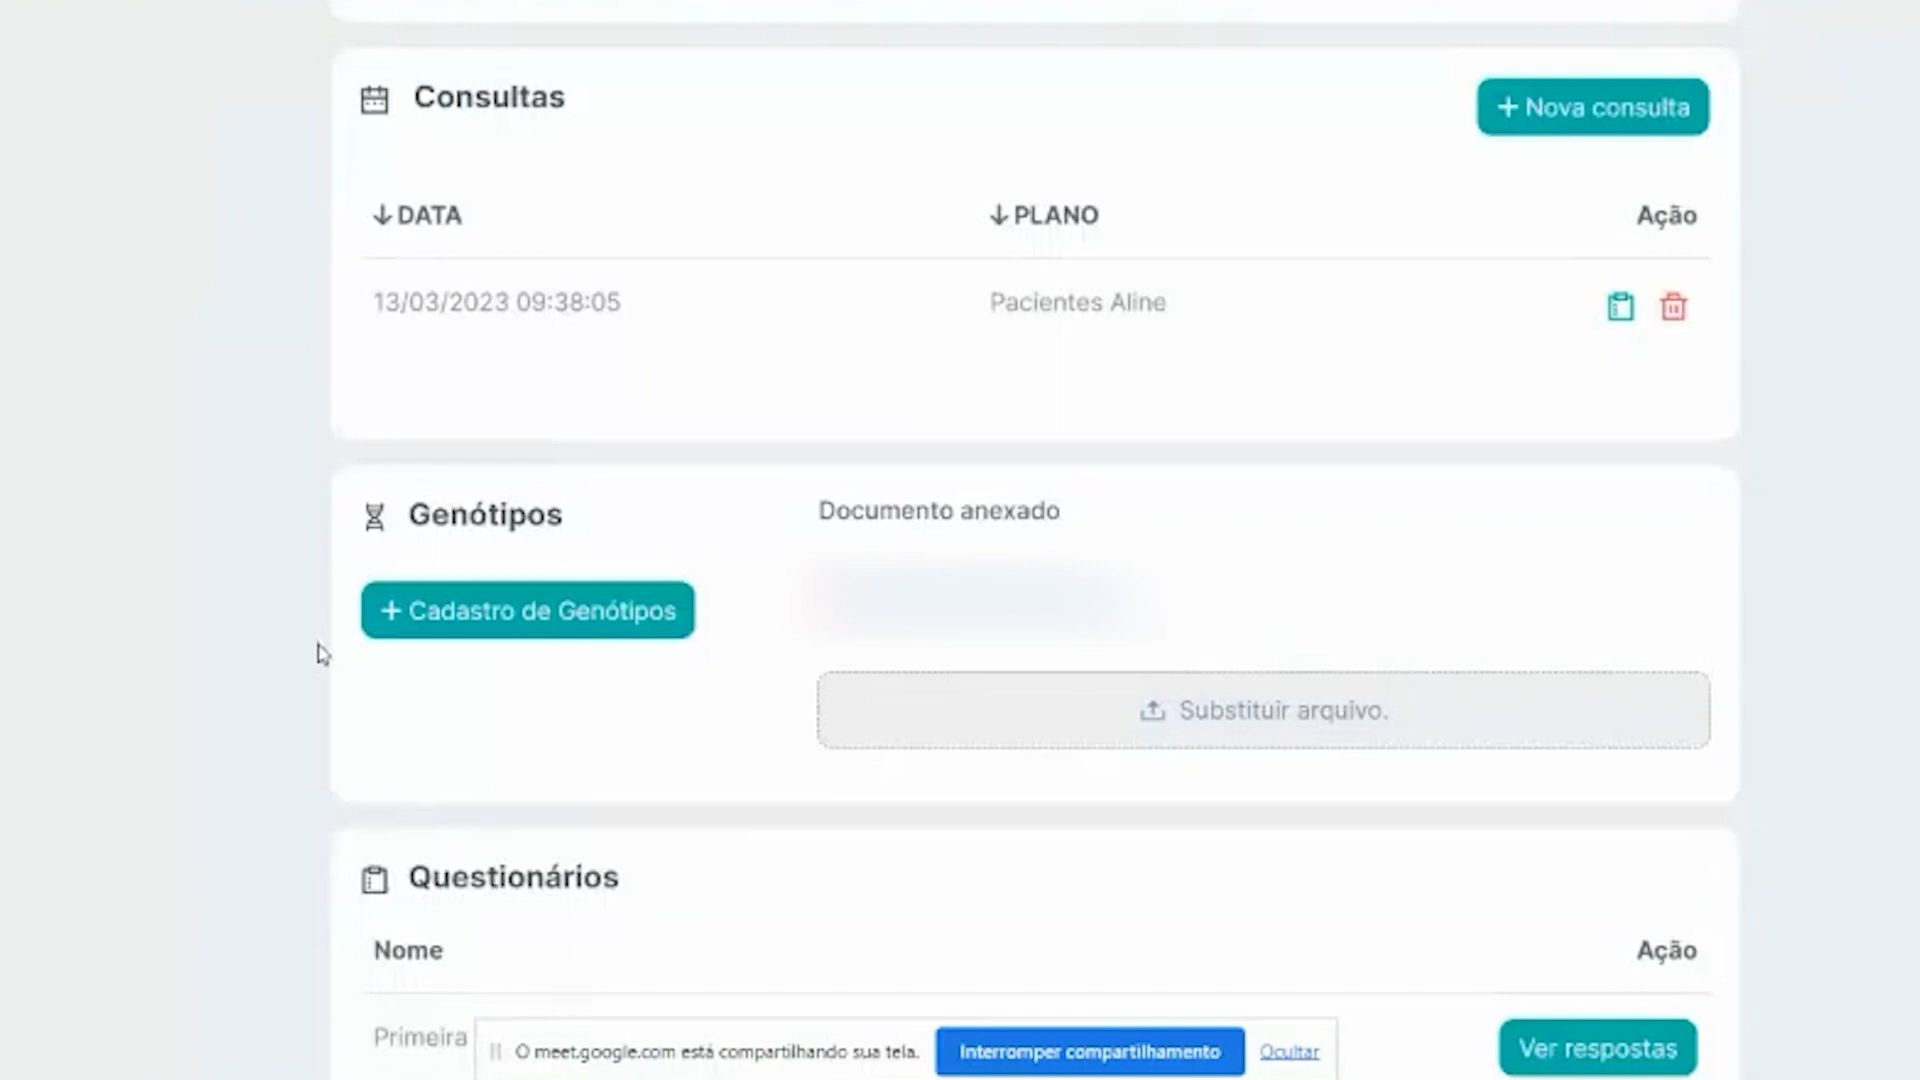 Consultas
+ Nova consulta
↓ DATA
↓ PLANO
Ação
13/03/2023 09:38:05
Pacientes Aline
Genótipos
Documento anexado
+ Cadastro de Genótipos
Substituir arquivo.
Questionários
Nome
Ação
Primeira
Ver respostas
O meet.google.com está compartilhando sua tela.
Interromper compartilhamento
Ocultar